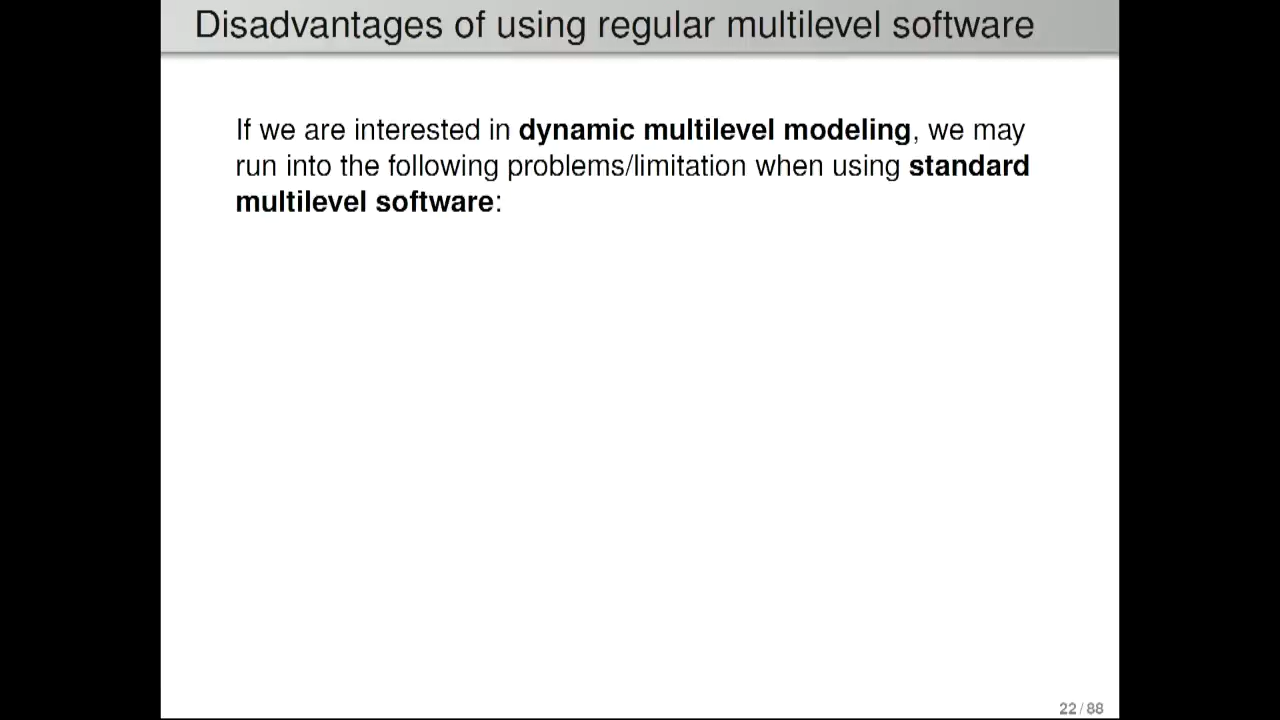 Disadvantages of using regular multilevel software
If we are interested in dynamic multilevel modeling, we may
run into the following problems/limitation when using standard
multilevel software:
22 / 88